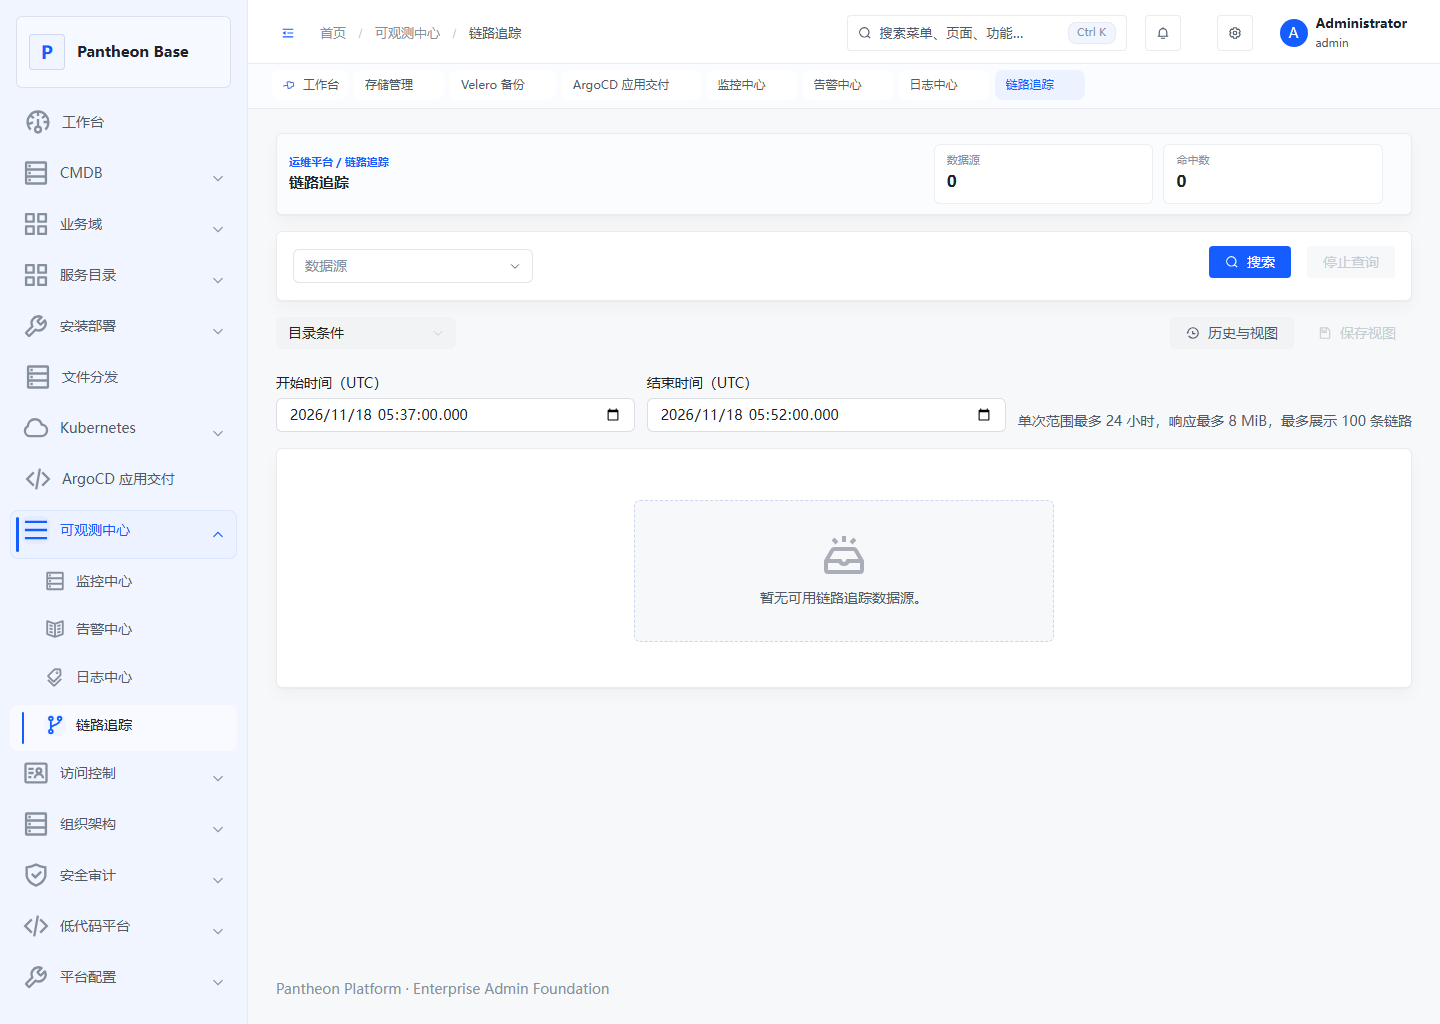 P Pantheon Base
工作台
CMDB
业务域
服务目录
安装部署
文件分发
Kubernetes
ArgoCD 应用交付
可观测中心
监控中心
告警中心
日志中心
链路追踪
访问控制
组织架构
安全审计
低代码平台
平台配置
首页 / 可观测中心 / 链路追踪
搜索菜单、页面、功能... Ctrl K
A Administrator
admin
工作台 存储管理 Velero 备份 ArgoCD 应用交付 监控中心 告警中心 日志中心 链路追踪
运维平台 / 链路追踪
链路追踪
数据源
0
命中数
0
数据源 搜索 停止查询
目录条件 历史与视图 保存视图
开始时间（UTC） 结束时间（UTC）
2026/11/18 05:37:00.000 2026/11/18 05:52:00.000 单次范围最多 24 小时，响应最多 8 MiB，最多展示 100 条链路
暂无可用链路追踪数据源。
Pantheon Platform · Enterprise Admin Foundation